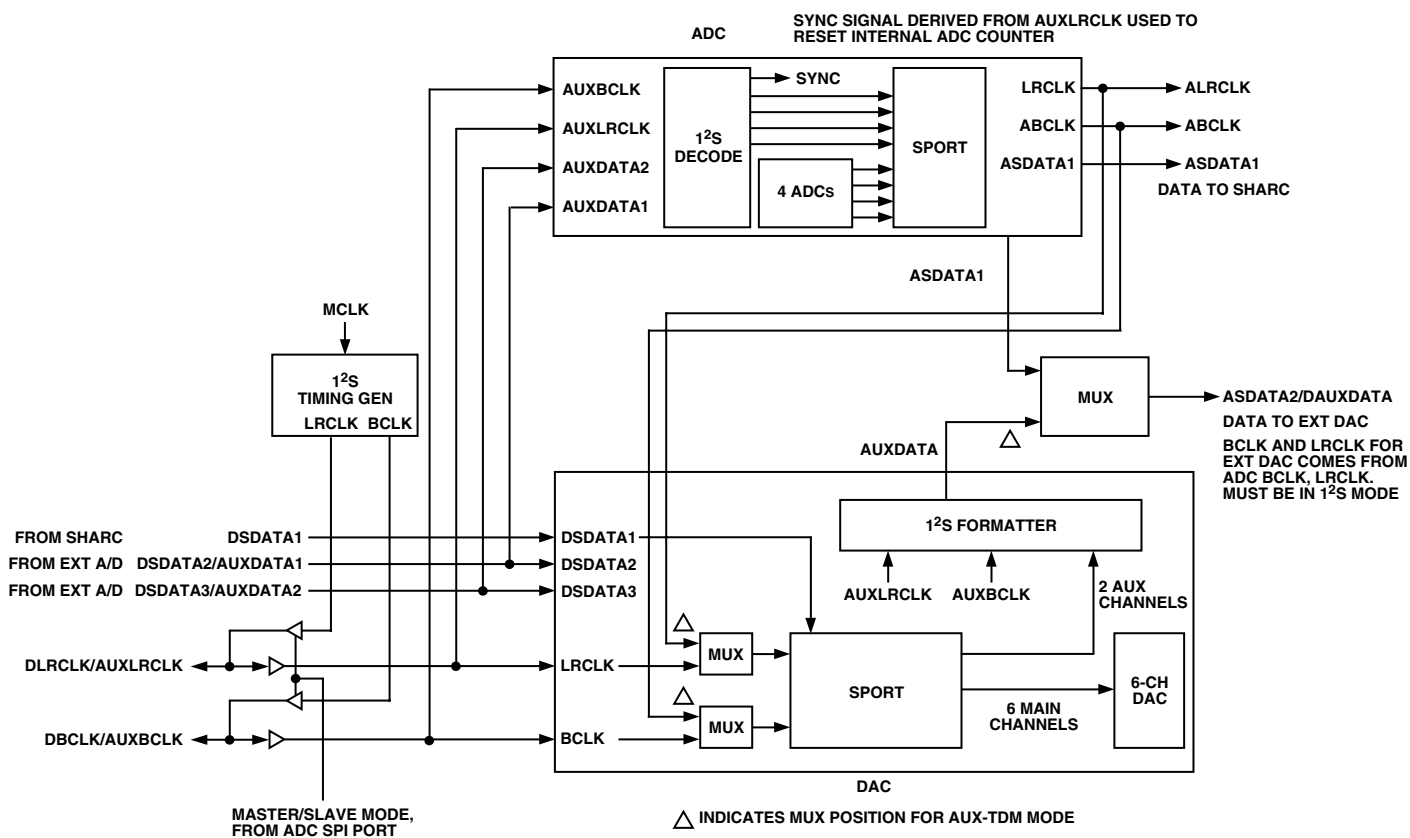 ADC
SYNC SIGNAL DERIVED FROM AUXLRCLK USED TO
RESET INTERNAL ADC COUNTER
AUXBCLK
AUXLRCLK
AUXDATA2
AUXDATA1
1²S
DECODE
SYNC
4 ADCs
SPORT
LRCLK
ABCLK
ASDATA1
ALRCLK
ABCLK
ASDATA1
DATA TO SHARC
ASDATA1
MCLK
1²S
TIMING GEN
LRCLK BCLK
MUX
ASDATA2/DAUXDATA
DATA TO EXT DAC
BCLK AND LRCLK FOR
EXT DAC COMES FROM
ADC BCLK, LRCLK.
MUST BE IN 1²S MODE
AUXDATA
1²S FORMATTER
FROM SHARC DSDATA1
FROM EXT A/D DSDATA2/AUXDATA1
FROM EXT A/D DSDATA3/AUXDATA2
DSDATA1
DSDATA2
DSDATA3
AUXLRCLK
AUXBCLK
2 AUX
CHANNELS
DLRCLK/AUXLRCLK
LRCLK
MUX
SPORT
6-CH
DAC
6 MAIN
CHANNELS
DBCLK/AUXBCLK
BCLK
MUX
DAC
MASTER/SLAVE MODE,
FROM ADC SPI PORT
INDICATES MUX POSITION FOR AUX-TDM MODE